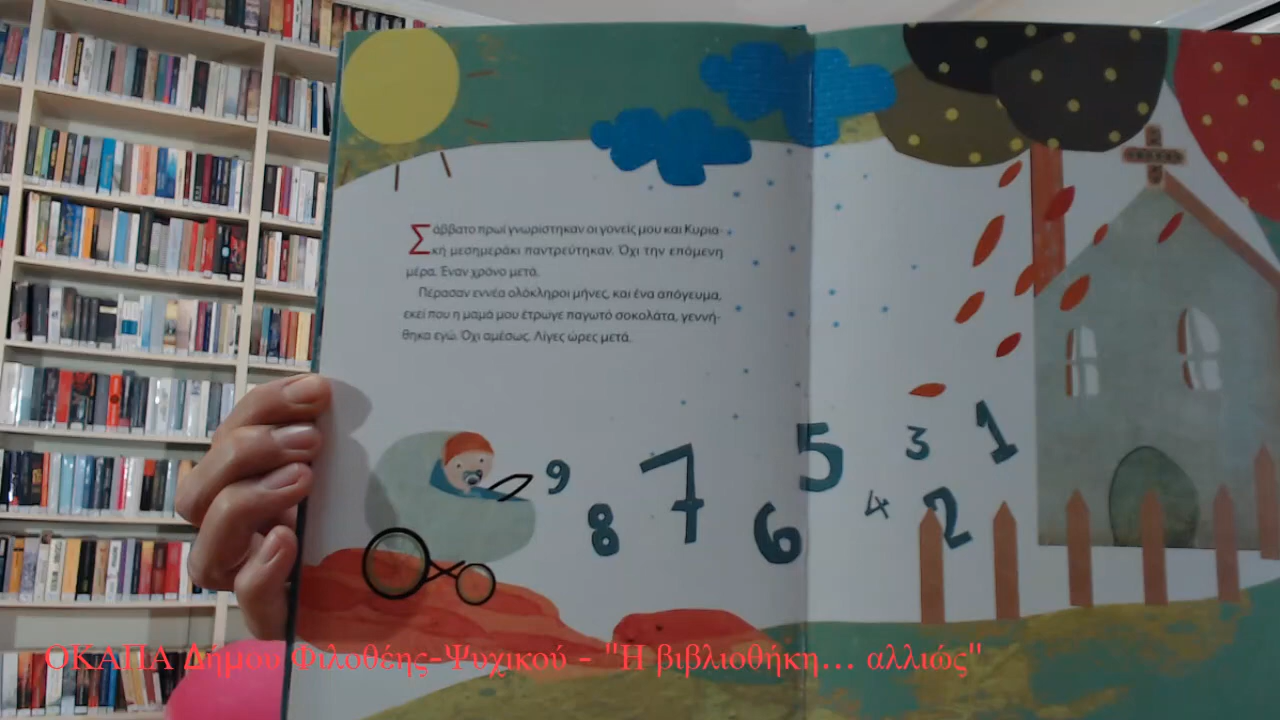 Σάββατο πρωί γνωρίστηκαν οι γονείς μου και Κυρια-
κή μεσημεράκι παντρεύτηκαν. Όχι την επόμενη
μέρα. Έναν χρόνο μετά.
Πέρασαν εννέα ολόκληροι μήνες, και ένα απόγευμα,
εκεί που η μαμά μου έτρωγε παγωτό σοκολάτα, γεννή-
θηκα εγώ. Όχι αμέσως. Λίγες ώρες μετά.
9 8 7 6 5 4 3 2 1
ΟΚΑΠΑ Δήμου Φιλοθέης-Ψυχικού - "Η βιβλιοθήκη... αλλιώς"